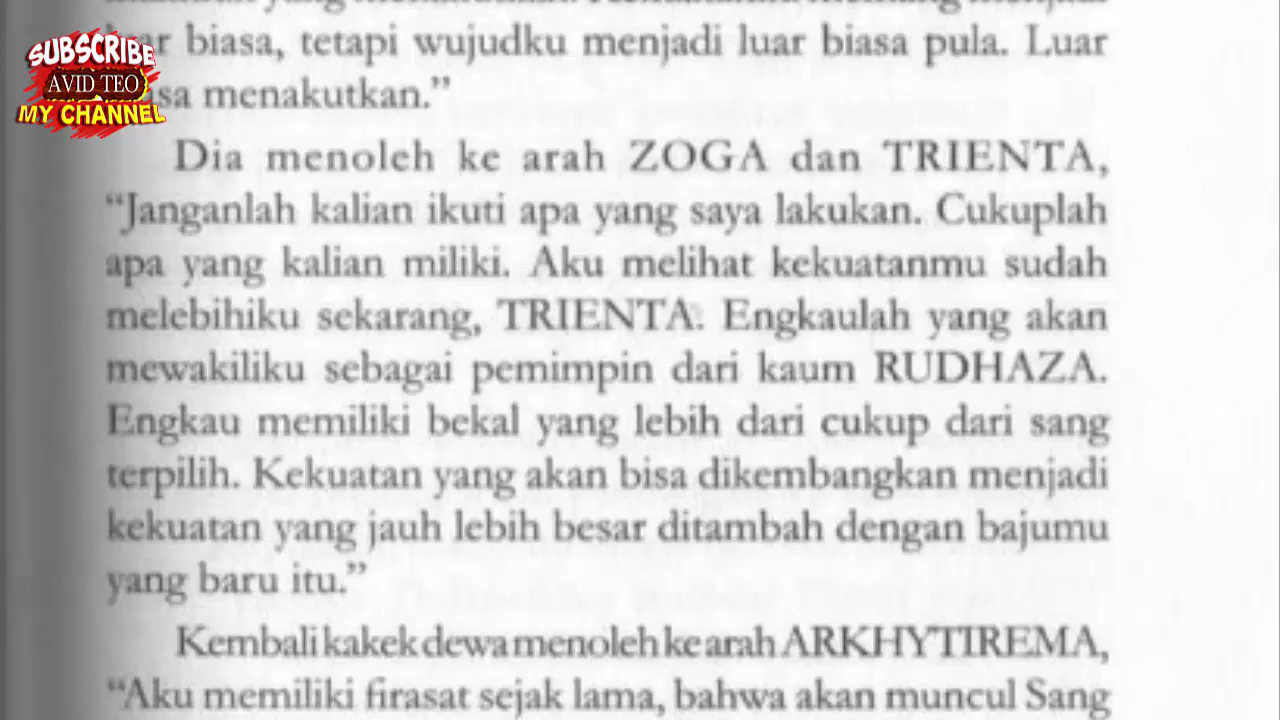 SUBSCRIBE
AVID TEO
MY CHANNEL
biasa, tetapi wujudku menjadi luar biasa pula. Luar
menakutkan.”
Dia menoleh ke arah ZOGA dan TRIENTA,
“Janganlah kalian ikuti apa yang saya lakukan. Cukuplah
apa yang kalian miliki. Aku melihat kekuatanmu sudah
melebihiku sekarang, TRIENTA. Engkaulah yang akan
mewakiliku sebagai pemimpin dari kaum RUDHAZA.
Engkau memiliki bekal yang lebih dari cukup dari sang
terpilih. Kekuatan yang akan bisa dikembangkan menjadi
kekuatan yang jauh lebih besar ditambah dengan bajumu
yang baru itu.”
Kembali kakek dewa menoleh ke arah ARKHYTIREMA,
“Aku memiliki firasat sejak lama, bahwa akan muncul Sang